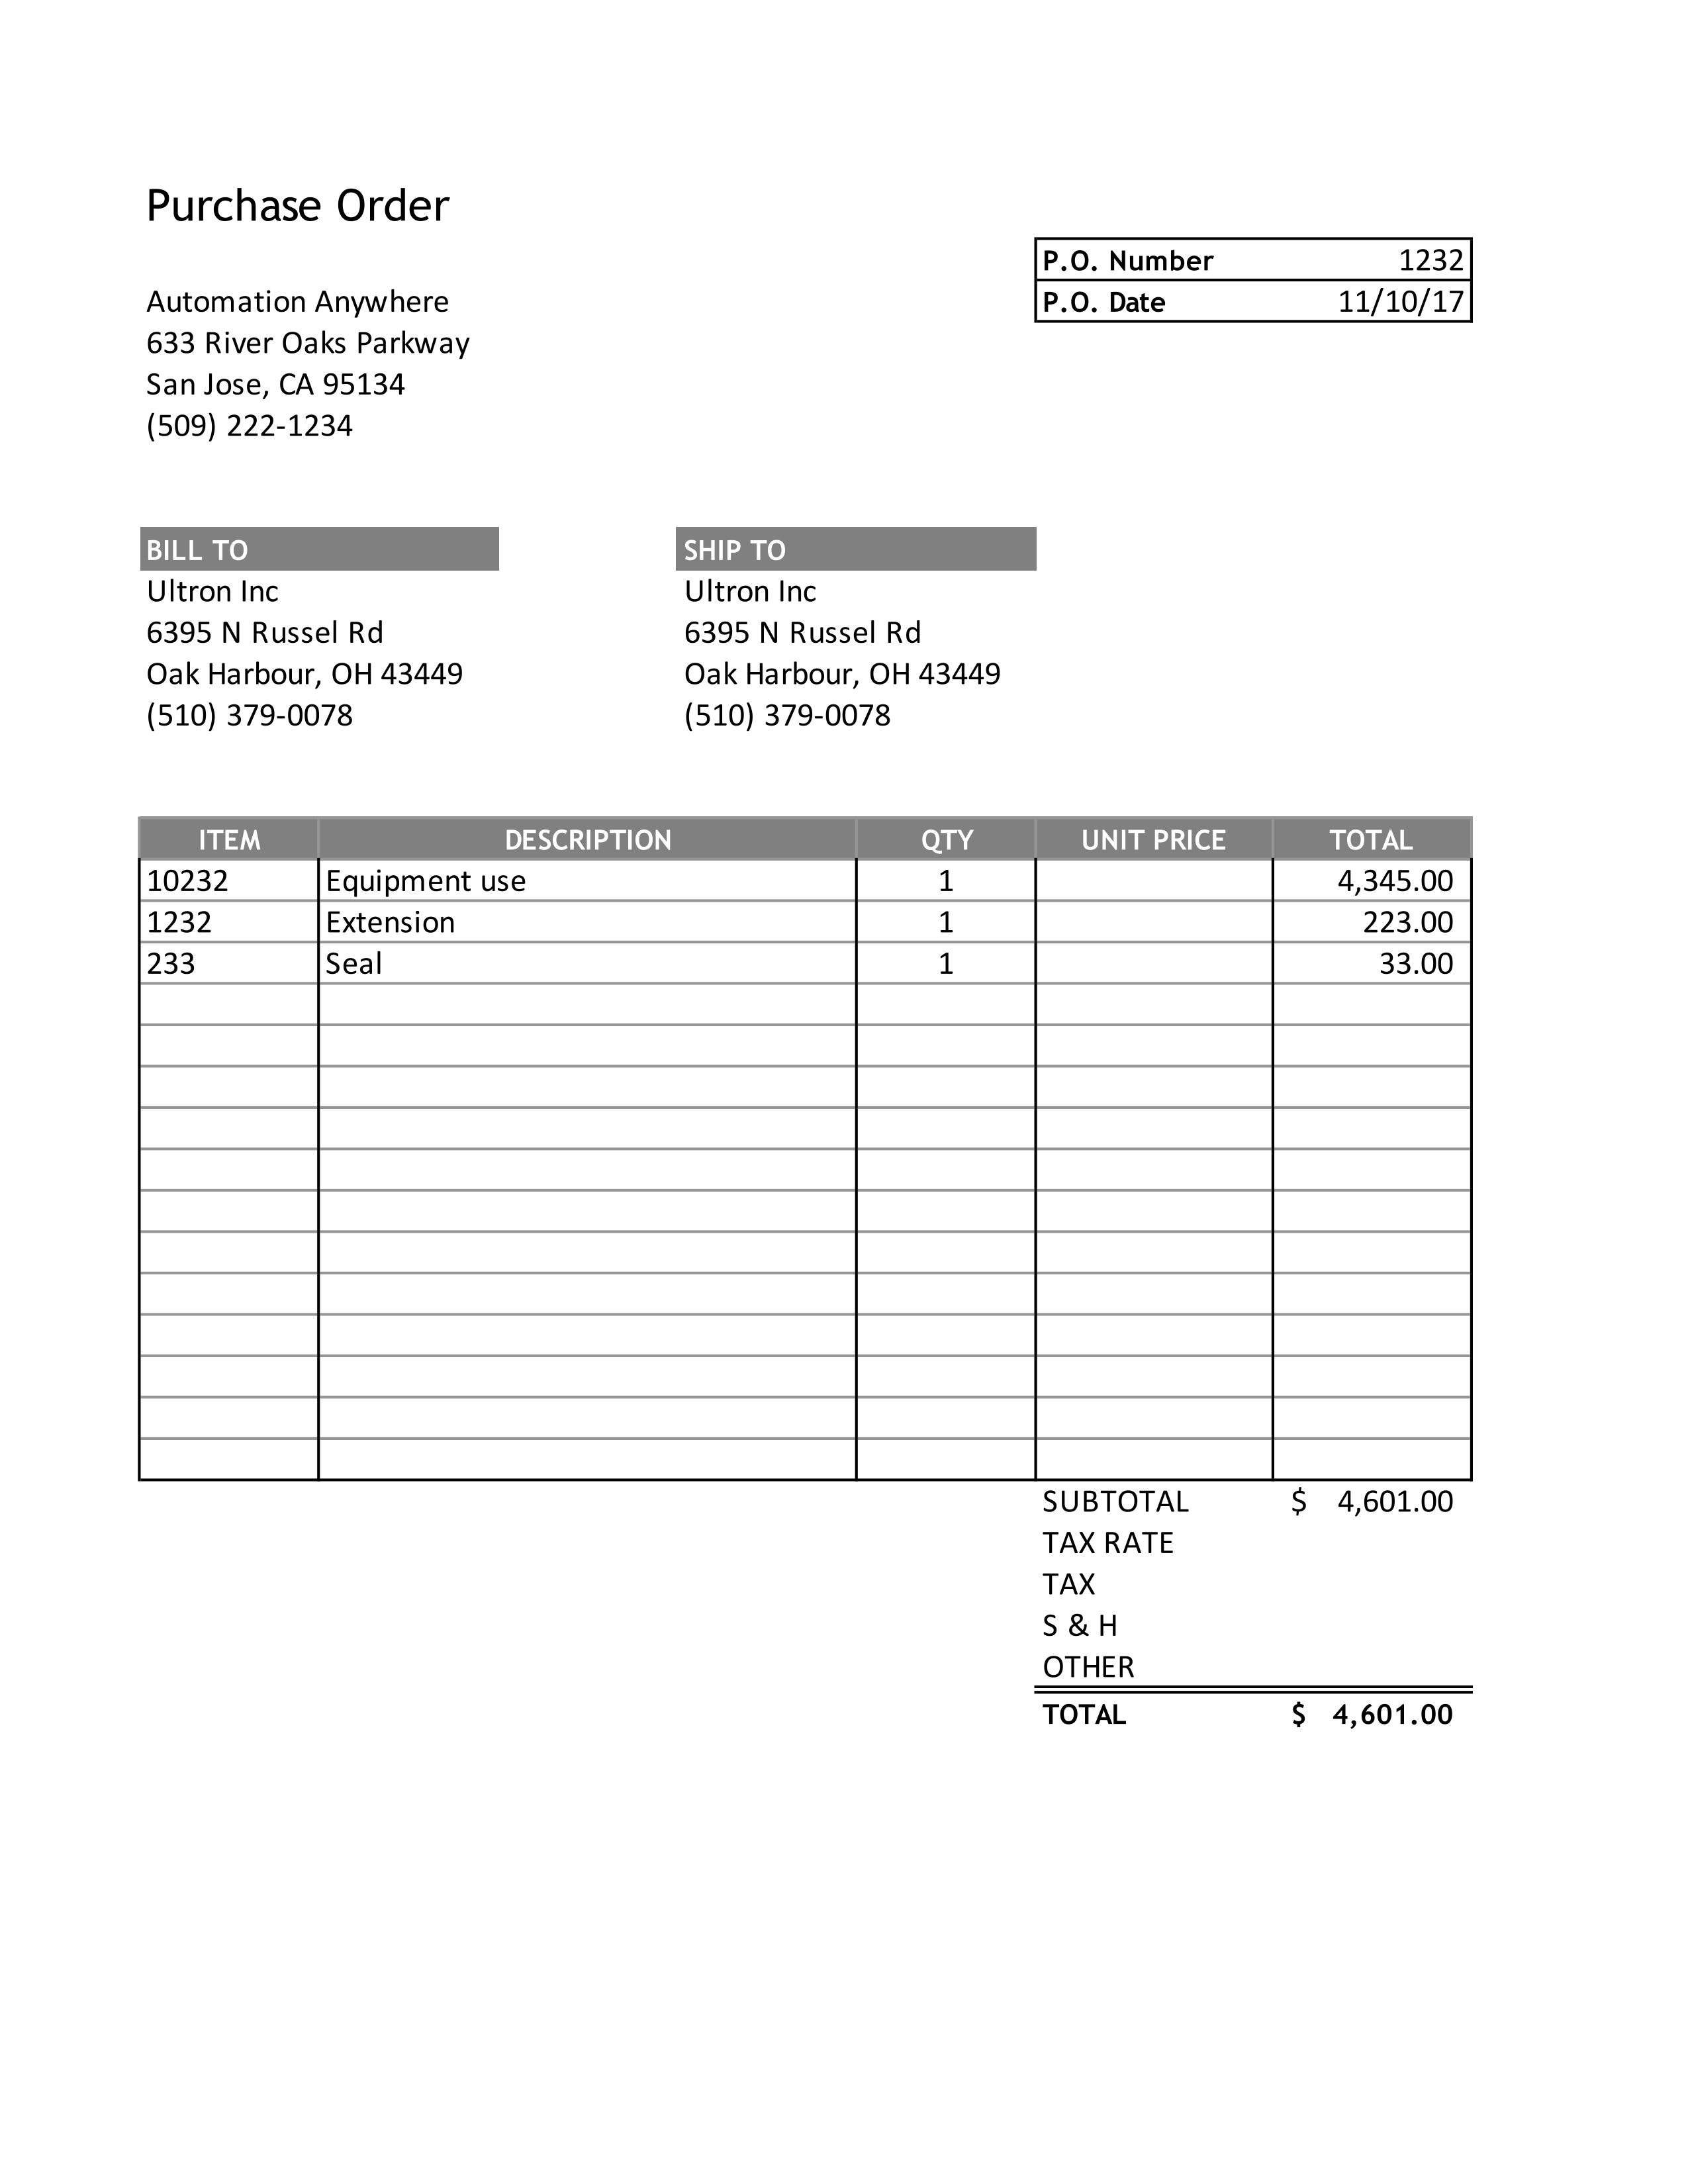 Purchase Order
P.O. Number 1232
P.O. Date 11/10/17
Automation Anywhere
633 River Oaks Parkway
San Jose, CA 95134
(509) 222-1234
BILL TO
Ultron Inc
6395 N Russel Rd
Oak Harbour, OH 43449
(510) 379-0078
SHIP TO
Ultron Inc
6395 N Russel Rd
Oak Harbour, OH 43449
(510) 379-0078
ITEM DESCRIPTION QTY UNIT PRICE TOTAL
10232 Equipment use 1 4,345.00
1232 Extension 1 223.00
233 Seal 1 33.00
SUBTOTAL $ 4,601.00
TAX RATE
TAX
S & H
OTHER
TOTAL $ 4,601.00